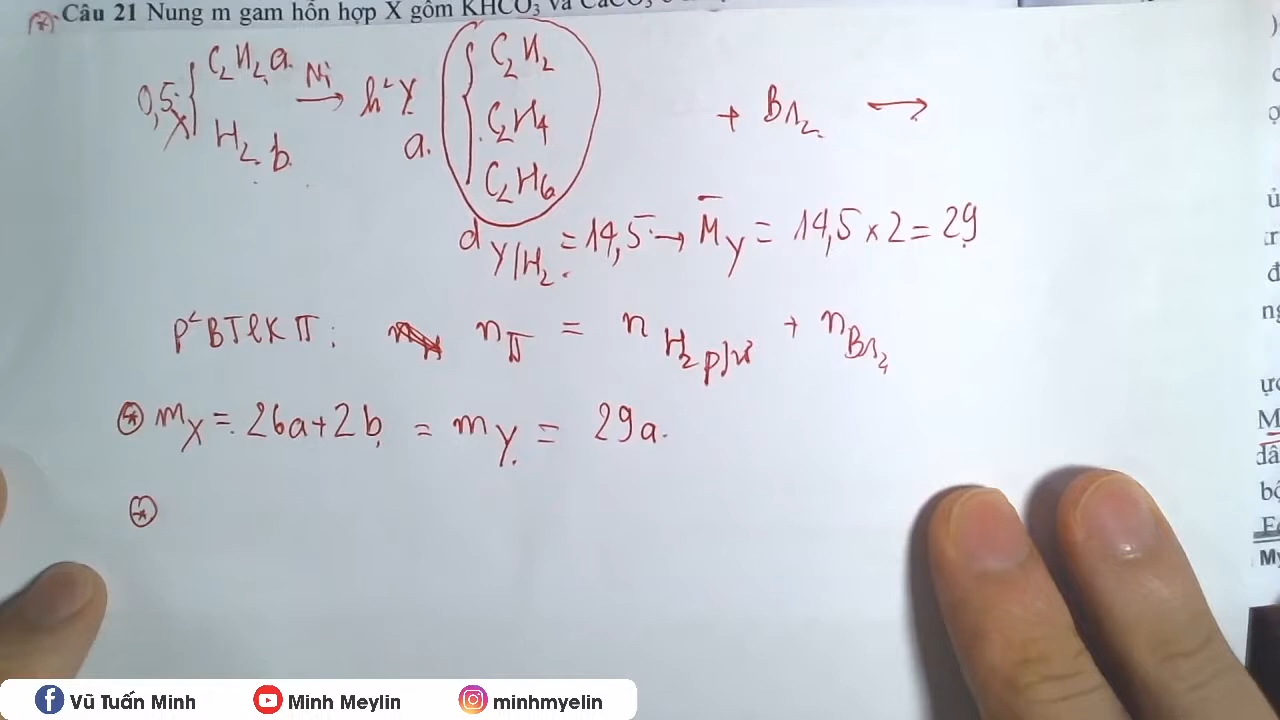 Câu 21 Nung m gam hỗn hợp X gồm KHCO3 và CaCO3
0,5 X { C2H2 a Ni → h² Y a. { C2H2 + Br2 →
H2 b C2H4
C2H6
d Y/H2 = 14,5 → M̄Y = 14,5 × 2 = 29
P² BTLK π : nπ = nH2 p/ứ + nBr2
⊛ mX = 26a + 2b = mY = 29a.
⊛
Vũ Tuấn Minh
Minh Meylin
minhmyelin